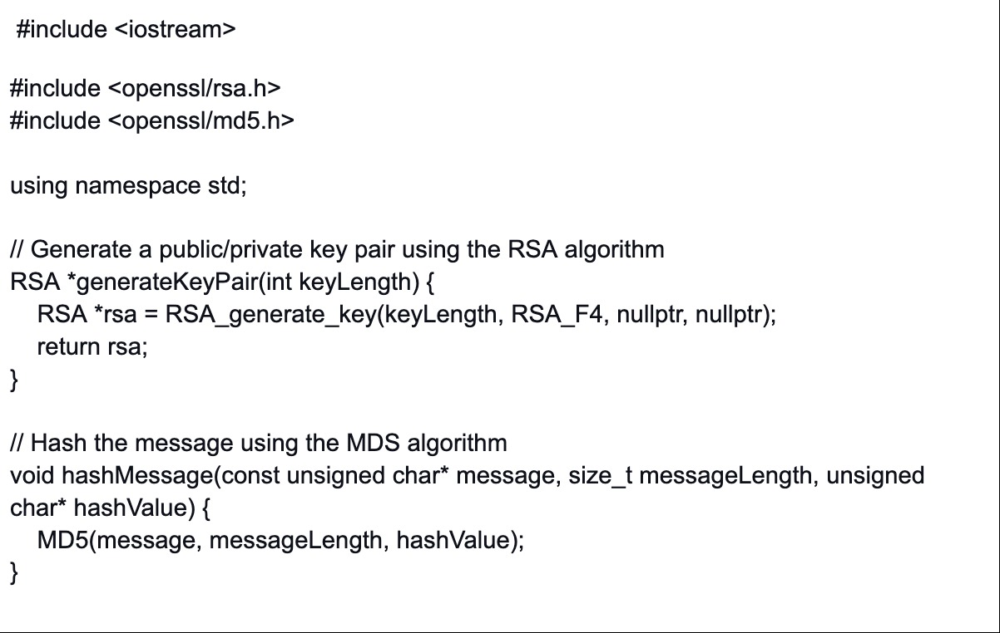 #include <iostream>
#include <openssl/rsa.h>
#include <openssl/md5.h>
using namespace std;
// Generate a public/private key pair using the RSA algorithm
RSA *generateKeyPair(int keyLength) {
RSA *rsa = RSA_generate_key(keyLength, RSA_F4, nullptr, nullptr);
return rsa;
}
// Hash the message using the MDS algorithm
void hashMessage(const unsigned char* message, size_t messageLength, unsigned
char* hashValue) {
MD5(message, messageLength, hashValue);
}